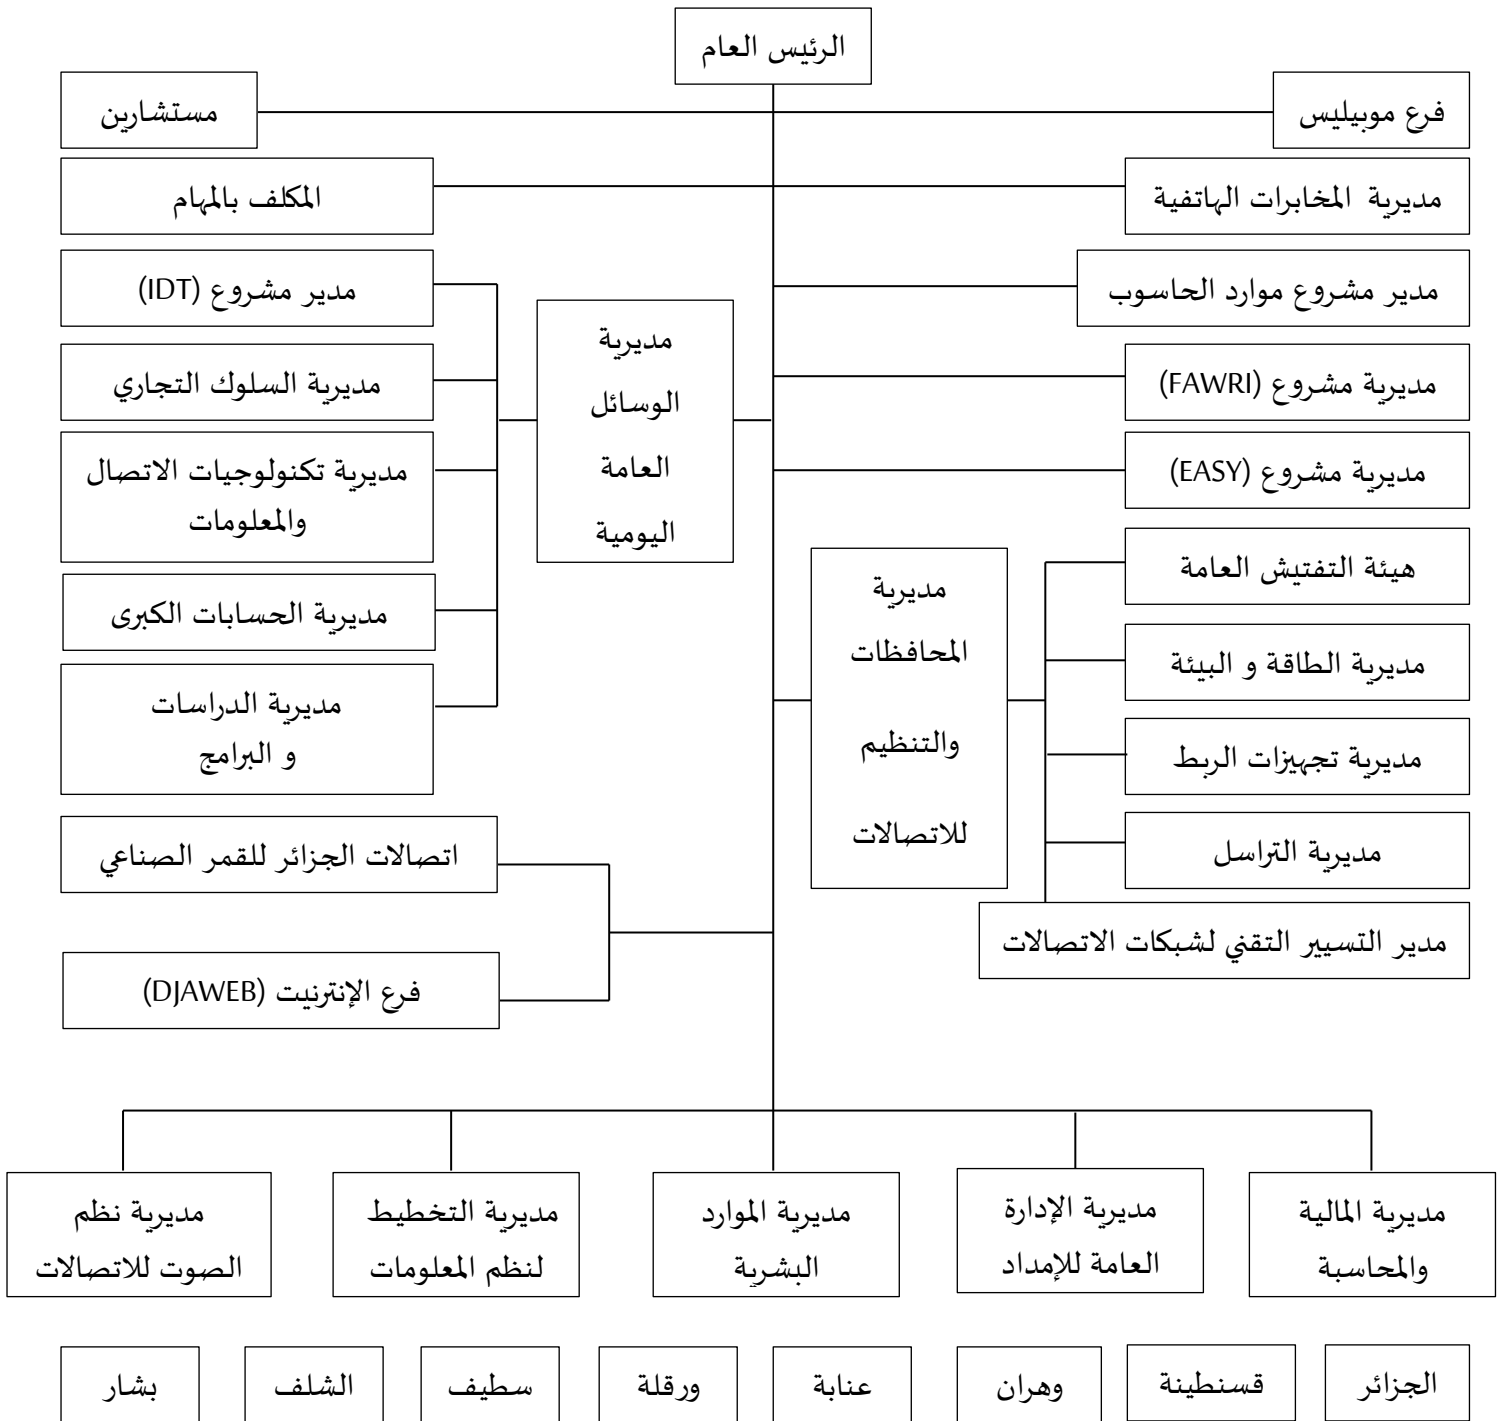 الرئيس العام
فرع موبيليس
مستشارين
مديرية المخابرات الهاتفية
المكلف بالمهام
مدير مشروع موارد الحاسوب
مدير مشروع (IDT)
مديرية
الوسائل
العامة
اليومية
مديرية مشروع (FAWRI)
مديرية السلوك التجاري
مديرية مشروع (EASY)
مديرية تكنولوجيات الاتصال
والمعلومات
هيئة التفتيش العامة
مديرية
المحافظات
والتنظيم
للاتصالات
مديرية الحسابات الكبرى
مديرية الطاقة و البيئة
مديرية الدراسات
و البرامج
مديرية تجهيزات الربط
مديرية التراسل
اتصالات الجزائر للقمر الصناعي
مدير التسيير التقني لشبكات الاتصالات
فرع الإنترنيت (DJAWEB)
مديرية المالية
والمحاسبة
مديرية الإدارة
العامة للإمداد
مديرية الموارد
البشرية
مديرية التخطيط
لنظم المعلومات
مديرية نظم
الصوت للاتصالات
الجزائر
قسنطينة
وهران
عنابة
ورقلة
سطيف
الشلف
بشار